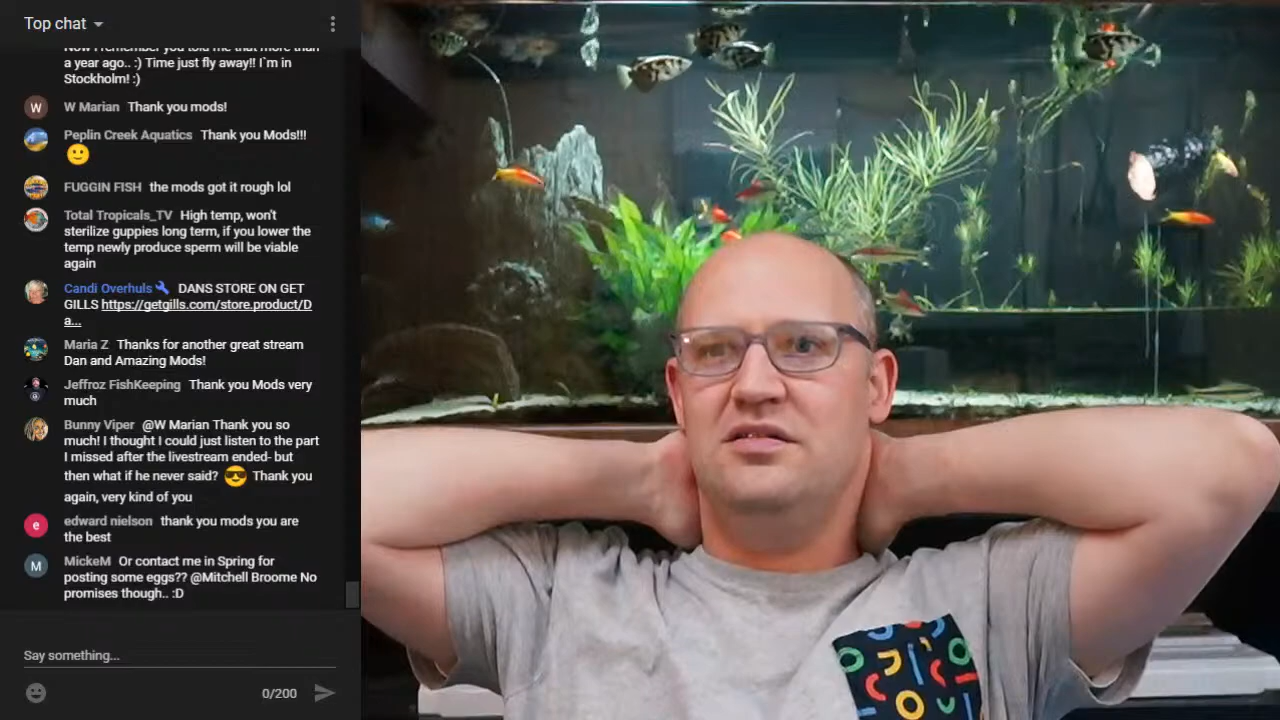 Top chat
Now I remember you told me that more than
a year ago.. :) Time just fly away!! I`m in
Stockholm! :)
W
W Marian Thank you mods!
Peplin Creek Aquatics Thank you Mods!!!
FUGGIN FISH the mods got it rough lol
Total Tropicals_TV High temp, won't
sterilize guppies long term, if you lower the
temp newly produce sperm will be viable
again
Candi Overhuls DANS STORE ON GET
GILLS https://getgills.com/store.product/D
a...
Maria Z Thanks for another great stream
Dan and Amazing Mods!
Jeffroz FishKeeping Thank you Mods very
much
Bunny Viper @W Marian Thank you so
much! I thought I could just listen to the part
I missed after the livestream ended- but
then what if he never said? Thank you
again, very kind of you
e
edward nielson thank you mods you are
the best
M
MickeM Or contact me in Spring for
posting some eggs?? @Mitchell Broome No
promises though.. :D
Say something...
0/200